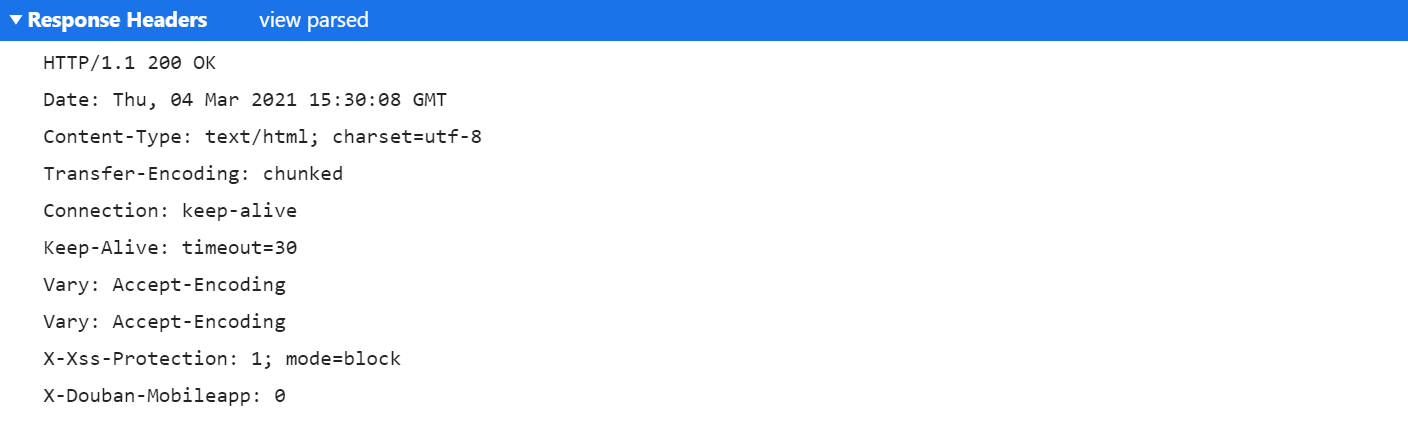 Response Headers view parsed
HTTP/1.1 200 OK
Date: Thu, 04 Mar 2021 15:30:08 GMT
Content-Type: text/html; charset=utf-8
Transfer-Encoding: chunked
Connection: keep-alive
Keep-Alive: timeout=30
Vary: Accept-Encoding
Vary: Accept-Encoding
X-Xss-Protection: 1; mode=block
X-Douban-Mobileapp: 0